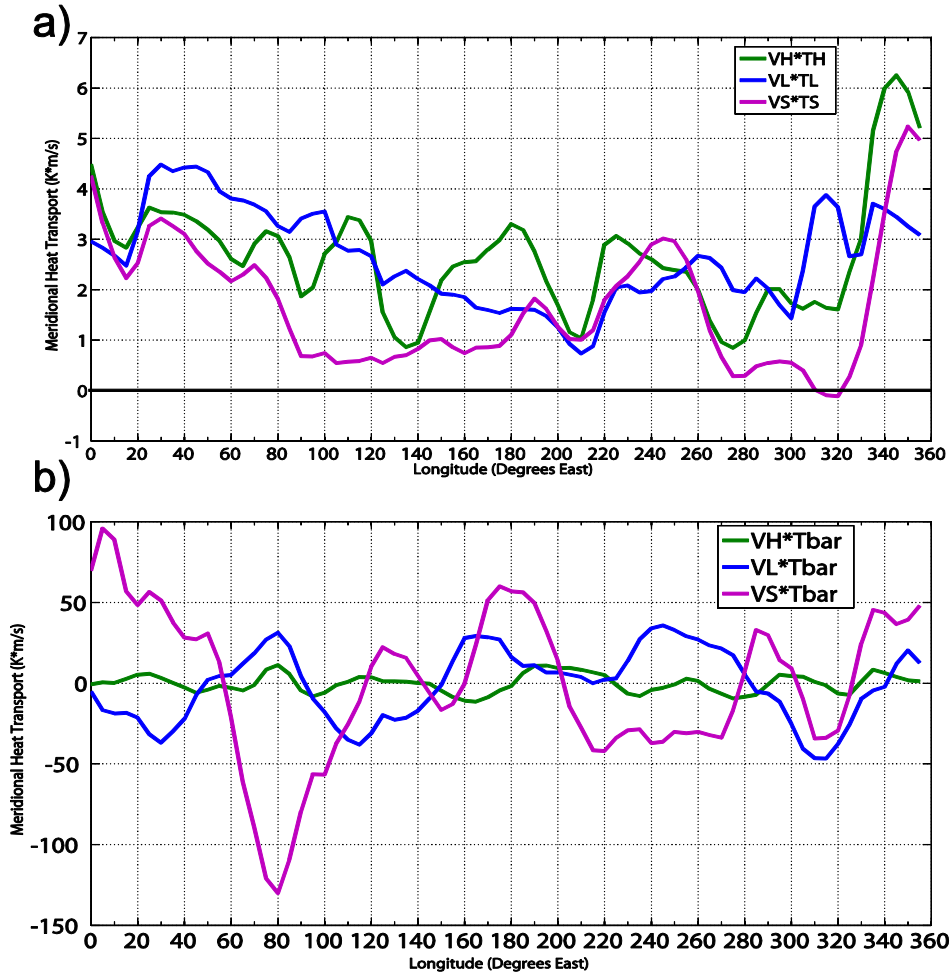 a)
7
6
5
4
3
2
1
0
-1
Meridional Heat Transport (K*m/s)
VH*TH
VL*TL
VS*TS
0 20 40 60 80 100 120 140 160 180 200 220 240 260 280 300 320 340 360
Longitude (Degrees East)
b)
100
50
0
-50
-100
-150
Meridional Heat Transport (K*m/s)
VH*Tbar
VL*Tbar
VS*Tbar
0 20 40 60 80 100 120 140 160 180 200 220 240 260 280 300 320 340 360
Longitude (Degrees East)